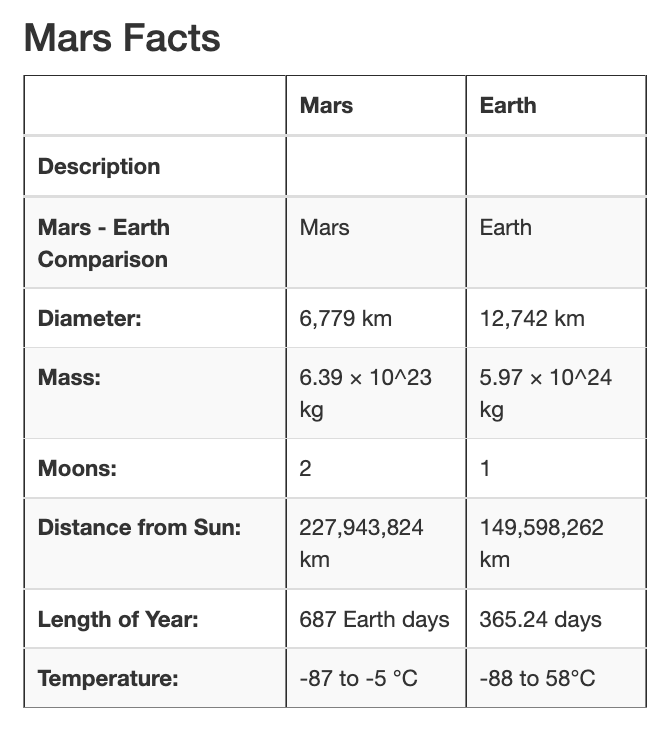 Mars Facts
Mars Earth
Description
Mars - Earth Mars Earth
Comparison
Diameter: 6,779 km 12,742 km
Mass: 6.39 × 10^23 5.97 × 10^24
kg kg
Moons: 2 1
Distance from Sun: 227,943,824 149,598,262
km km
Length of Year: 687 Earth days 365.24 days
Temperature: -87 to -5 °C -88 to 58°C